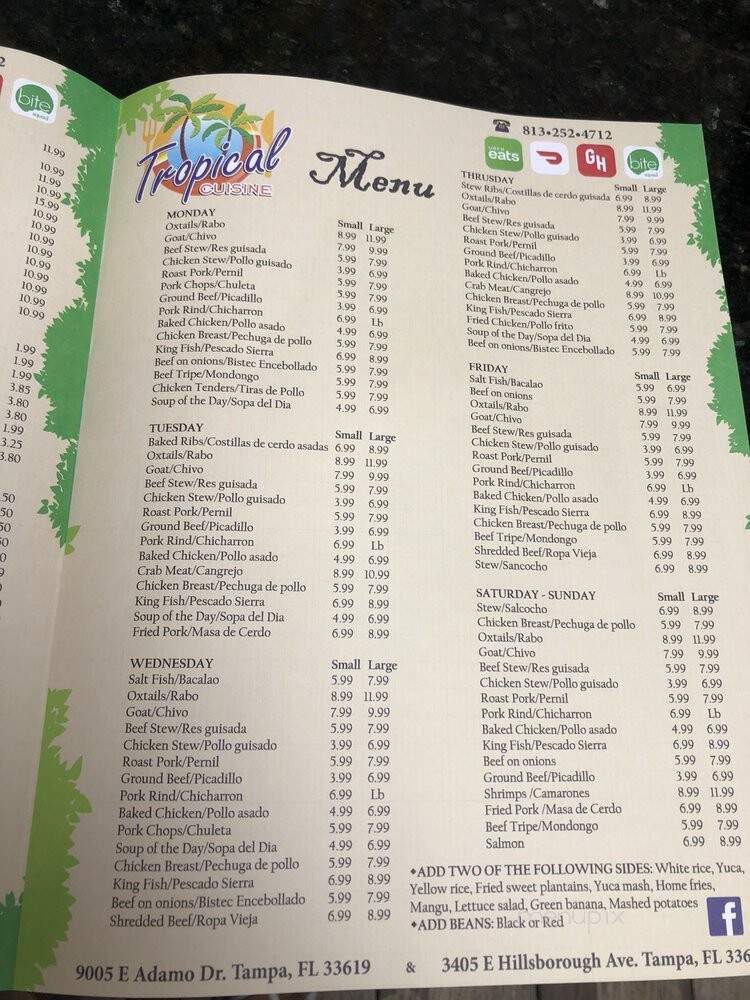 2
bite
squad
11.99
10.99
11.99
10.99
15.99
10.99
10.99
10.99
10.99
10.99
10.99
10.99
1.99
1.99
1.99
3.85
3.80
3.80
1.99
3.25
3.80
.50
50
50
Tropical
CUISINE
Menu
813-252-4712
uber eats
GH
bite
squad
MONDAY
Small Large
Oxtails/Rabo 8.99 11.99
Goat/Chivo 7.99 9.99
Beef Stew/Res guisada 5.99 7.99
Chicken Stew/Pollo guisado 3.99 6.99
Roast Pork/Pernil 5.99 7.99
Pork Chops/Chuleta 5.99 7.99
Ground Beef/Picadillo 3.99 6.99
Pork Rind/Chicharron 6.99 Lb
Baked Chicken/Pollo asado 4.99 6.99
Chicken Breast/Pechuga de pollo 5.99 7.99
King Fish/Pescado Sierra 6.99 8.99
Beef on onions/Bistec Encebollado 5.99 7.99
Beef Tripe/Mondongo 5.99 7.99
Chicken Tenders/Tiras de Pollo 5.99 7.99
Soup of the Day/Sopa del Dia 4.99 6.99
TUESDAY
Small Large
Baked Ribs/Costillas de cerdo asadas 6.99 8.99
Oxtails/Rabo 8.99 11.99
Goat/Chivo 7.99 9.99
Beef Stew/Res guisada 5.99 7.99
Chicken Stew/Pollo guisado 3.99 6.99
Roast Pork/Pernil 5.99 7.99
Ground Beef/Picadillo 3.99 6.99
Pork Rind/Chicharron 6.99 Lb
Baked Chicken/Pollo asado 4.99 6.99
Crab Meat/Cangrejo 8.99 10.99
Chicken Breast/Pechuga de pollo 5.99 7.99
King Fish/Pescado Sierra 6.99 8.99
Soup of the Day/Sopa del Dia 4.99 6.99
Fried Pork/Masa de Cerdo 6.99 8.99
WEDNESDAY
Small Large
Salt Fish/Bacalao 5.99 7.99
Oxtails/Rabo 8.99 11.99
Goat/Chivo 7.99 9.99
Beef Stew/Res guisada 5.99 7.99
Chicken Stew/Pollo guisado 3.99 6.99
Roast Pork/Pernil 5.99 7.99
Ground Beef/Picadillo 3.99 6.99
Pork Rind/Chicharron 6.99 Lb
Baked Chicken/Pollo asado 4.99 6.99
Pork Chops/Chuleta 5.99 7.99
Soup of the Day/Sopa del Dia 4.99 6.99
Chicken Breast/Pechuga de pollo 5.99 7.99
King Fish/Pescado Sierra 6.99 8.99
Beef on onions/Bistec Encebollado 5.99 7.99
Shredded Beef/Ropa Vieja 6.99 8.99
THRUSDAY
Small Large
Stew Ribs/Costillas de cerdo guisada 6.99 8.99
Oxtails/Rabo 8.99 11.99
Goat/Chivo 7.99 9.99
Beef Stew/Res guisada 5.99 7.99
Chicken Stew/Pollo guisado 3.99 6.99
Roast Pork/Pernil 5.99 7.99
Ground Beef/Picadillo 3.99 6.99
Pork Rind/Chicharron 6.99 Lb
Baked Chicken/Pollo asado 4.99 6.99
Crab Meat/Cangrejo 8.99 10.99
Chicken Breast/Pechuga de pollo 5.99 7.99
King Fish/Pescado Sierra 6.99 8.99
Fried Chicken/Pollo frito 5.99 7.99
Soup of the Day/Sopa del Dia 4.99 6.99
Beef on onions/Bistec Encebollado 5.99 7.99
FRIDAY
Small Large
Salt Fish/Bacalao 5.99 6.99
Beef on onions 5.99 7.99
Oxtails/Rabo 8.99 11.99
Goat/Chivo 7.99 9.99
Beef Stew/Res guisada 5.99 7.99
Chicken Stew/Pollo guisado 3.99 6.99
Roast Pork/Pernil 5.99 7.99
Ground Beef/Picadillo 3.99 6.99
Pork Rind/Chicharron 6.99 Lb
Baked Chicken/Pollo asado 4.99 6.99
King Fish/Pescado Sierra 6.99 8.99
Chicken Breast/Pechuga de pollo 5.99 7.99
Beef Tripe/Mondongo 5.99 7.99
Shredded Beef/Ropa Vieja 6.99 8.99
Stew/Sancocho 6.99 8.99
SATURDAY - SUNDAY
Small Large
Stew/Salcocho 6.99 8.99
Chicken Breast/Pechuga de pollo 5.99 7.99
Oxtails/Rabo 8.99 11.99
Goat/Chivo 7.99 9.99
Beef Stew/Res guisada 5.99 7.99
Chicken Stew/Pollo guisado 3.99 6.99
Roast Pork/Pernil 5.99 7.99
Pork Rind/Chicharron 6.99 Lb
Baked Chicken/Pollo asado 4.99 6.99
King Fish/Pescado Sierra 6.99 8.99
Beef on onions 5.99 7.99
Ground Beef/Picadillo 3.99 6.99
Shrimps /Camarones 8.99 11.99
Fried Pork /Masa de Cerdo 6.99 8.99
Beef Tripe/Mondongo 5.99 7.99
Salmon 6.99 8.99
◆ADD TWO OF THE FOLLOWING SIDES: White rice, Yuca,
Yellow rice, Fried sweet plantains, Yuca mash, Home fries,
Mangu, Lettuce salad, Green banana, Mashed potatoes
◆ADD BEANS: Black or Red
f
9005 E Adamo Dr. Tampa, FL 33619 & 3405 E Hillsborough Ave. Tampa, FL 336